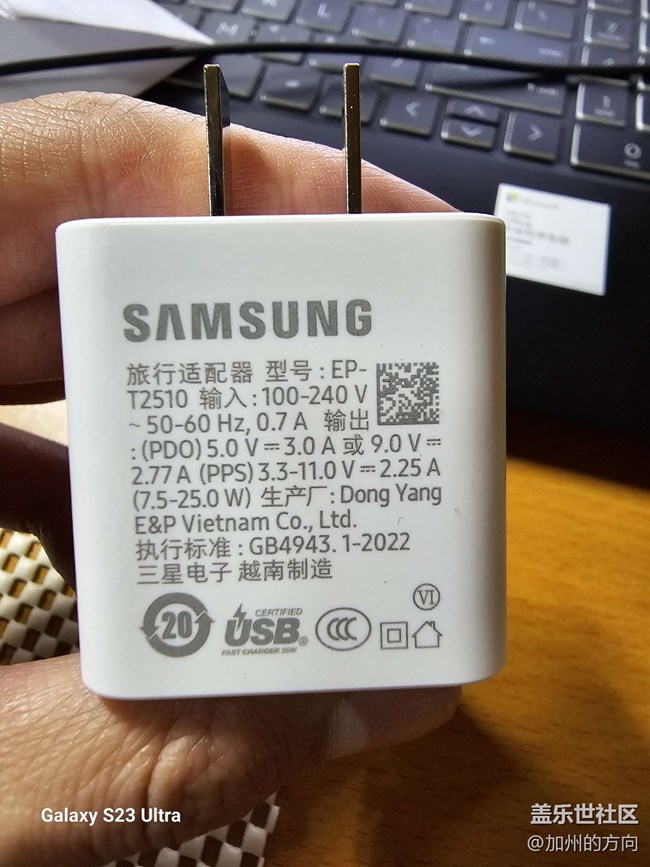 SAMSUNG
旅行适配器 型号：EP-
T2510 输入：100-240 V
~ 50-60 Hz, 0.7 A 输出
: (PDO) 5.0 V⎓3.0 A 或 9.0 V⎓
2.77 A (PPS) 3.3-11.0 V⎓2.25 A
(7.5-25.0 W) 生产厂：Dong Yang
E&P Vietnam Co., Ltd.
执行标准：GB4943.1-2022
三星电子 越南制造
VI
20
CERTIFIED
USB®
FAST CHARGER 25W
CCC
Galaxy S23 Ultra
盖乐世社区
@加州的方向